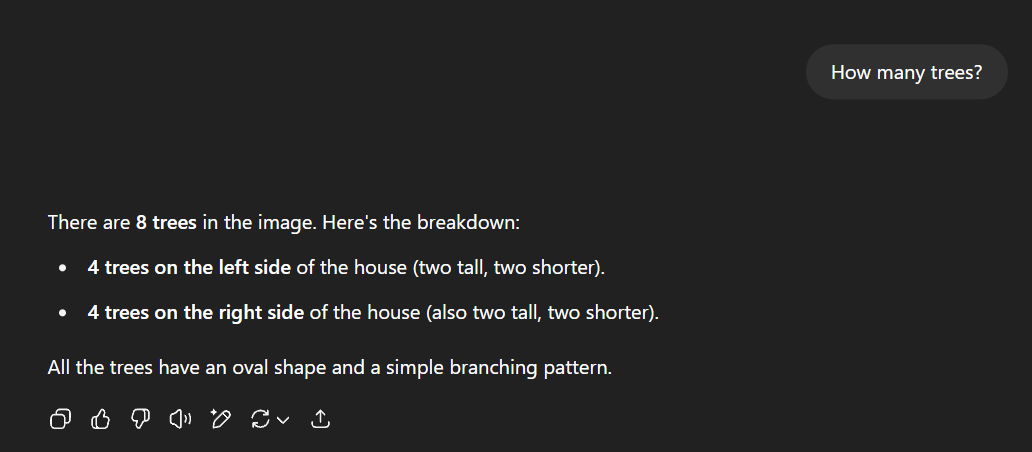 How many trees?
There are 8 trees in the image. Here's the breakdown:
• 4 trees on the left side of the house (two tall, two shorter).
• 4 trees on the right side of the house (also two tall, two shorter).
All the trees have an oval shape and a simple branching pattern.